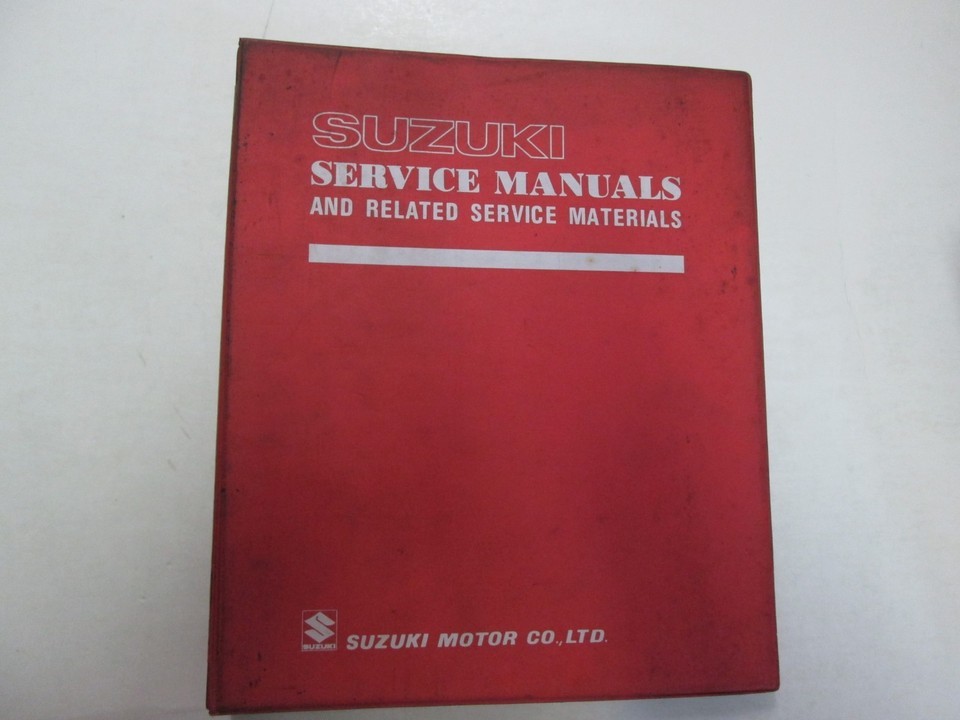 SUZUKI
SERVICE MANUALS
AND RELATED SERVICE MATERIALS
SUZUKI
SUZUKI MOTOR CO., LTD.